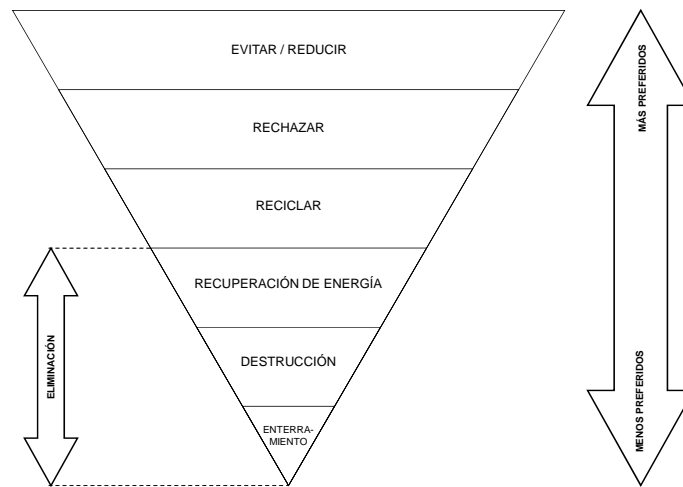 EVITAR / REDUCIR
RECHAZAR
RECICLAR
RECUPERACIÓN DE ENERGÍA
DESTRUCCIÓN
ENTERRA-
MIENTO
ELIMINACIÓN
MÁS PREFERIDOS
MENOS PREFERIDOS